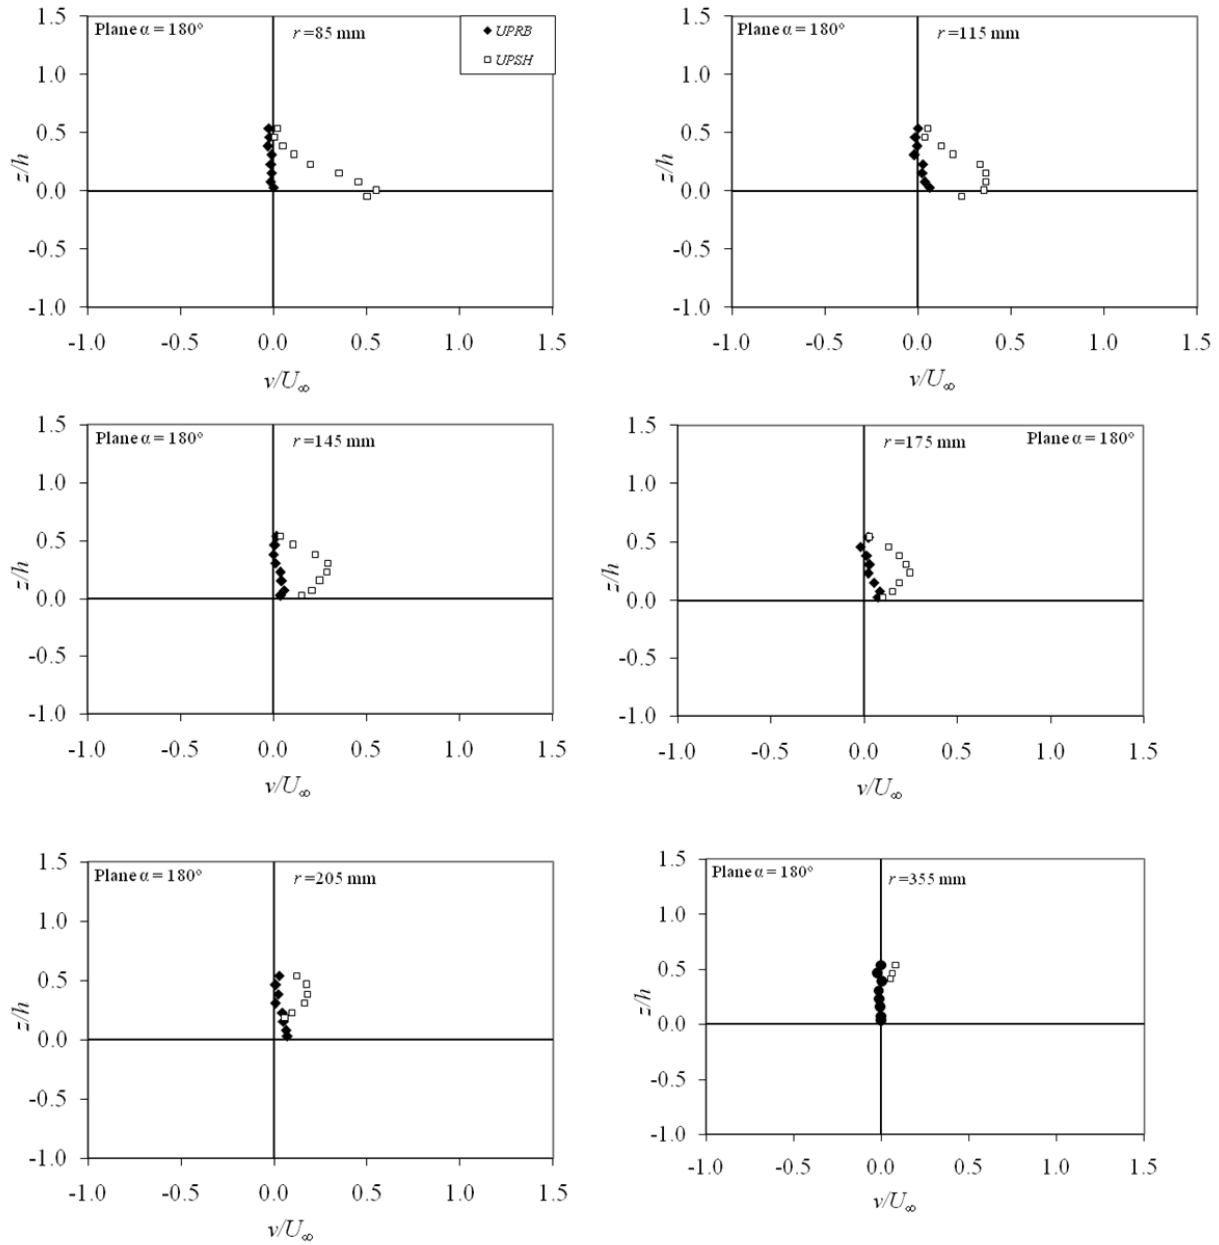 Plane α = 180° r =85 mm
UPRB
UPSH
1.5
1.0
0.5
0.0
-0.5
-1.0
z/h
-1.0 -0.5 0.0 0.5 1.0 1.5
v/U∞
Plane α = 180° r =115 mm
1.5
1.0
0.5
0.0
-0.5
-1.0
z/h
-1.0 -0.5 0.0 0.5 1.0 1.5
v/U∞
Plane α = 180° r =145 mm
1.5
1.0
0.5
0.0
-0.5
-1.0
z/h
-1.0 -0.5 0.0 0.5 1.0 1.5
v/U∞
r =175 mm Plane α = 180°
1.5
1.0
0.5
0.0
-0.5
-1.0
z/h
-1.0 -0.5 0.0 0.5 1.0 1.5
v/U∞
Plane α = 180° r =205 mm
1.5
1.0
0.5
0.0
-0.5
-1.0
z/h
-1.0 -0.5 0.0 0.5 1.0 1.5
v/U∞
Plane α = 180° r =355 mm
1.5
1.0
0.5
0.0
-0.5
-1.0
z/h
-1.0 -0.5 0.0 0.5 1.0 1.5
v/U∞